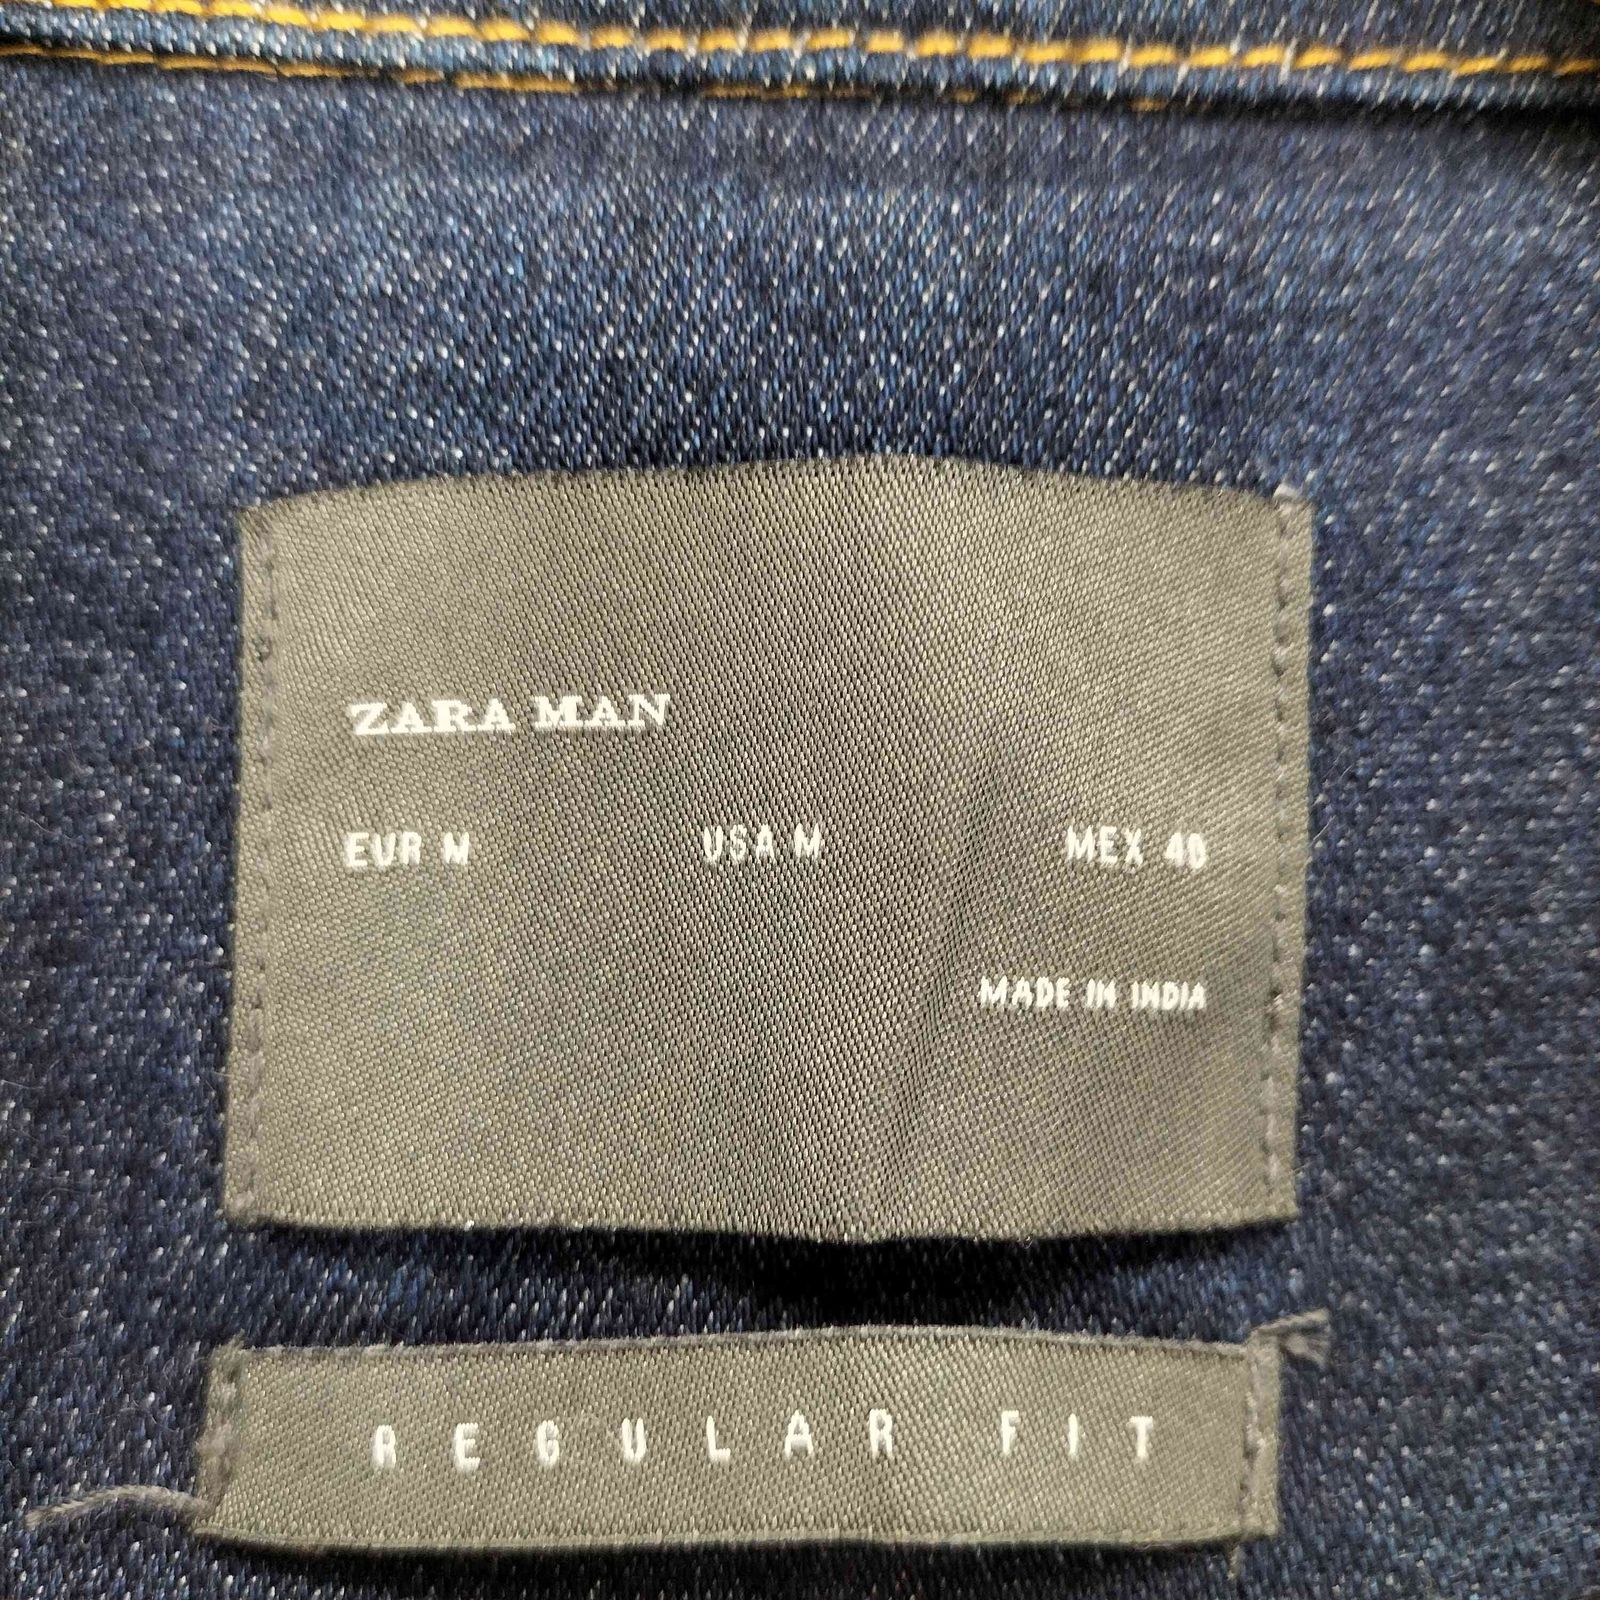 ZARA MAN
EUR M USA M MEX 40
MADE IN INDIA
REGULAR FIT